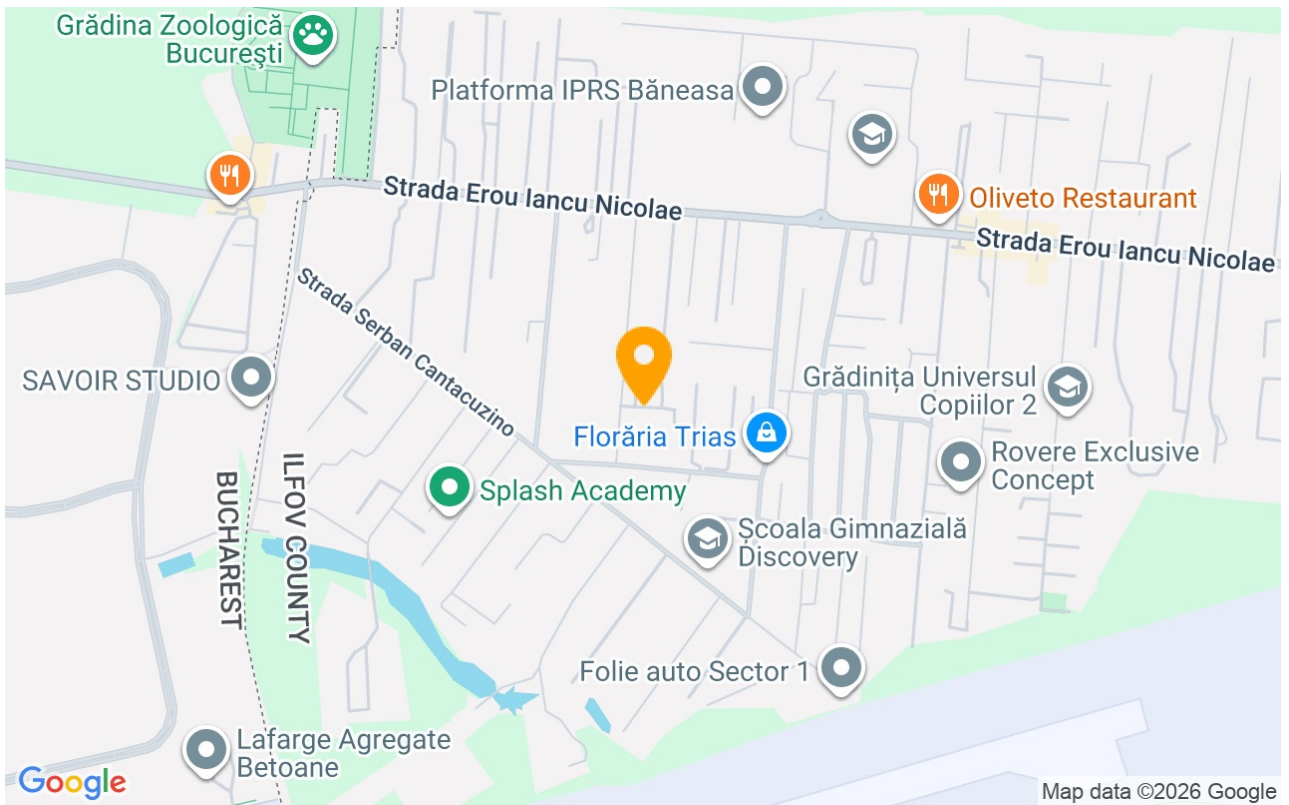 Grădina Zoologică
București
Platforma IPRS Băneasa
Strada Erou Iancu Nicolae
Oliveto Restaurant
Strada Erou Iancu Nicolae
Strada Serban Cantacuzino
SAVOIR STUDIO
Grădinița Universul
Copiilor 2
Florăria Trias
Rovere Exclusive
Concept
Splash Academy
ILFOV COUNTY
BUCHAREST
Școala Gimnazială
Discovery
Folie auto Sector 1
Lafarge Agregate
Betoane
Google
Map data ©2026 Google